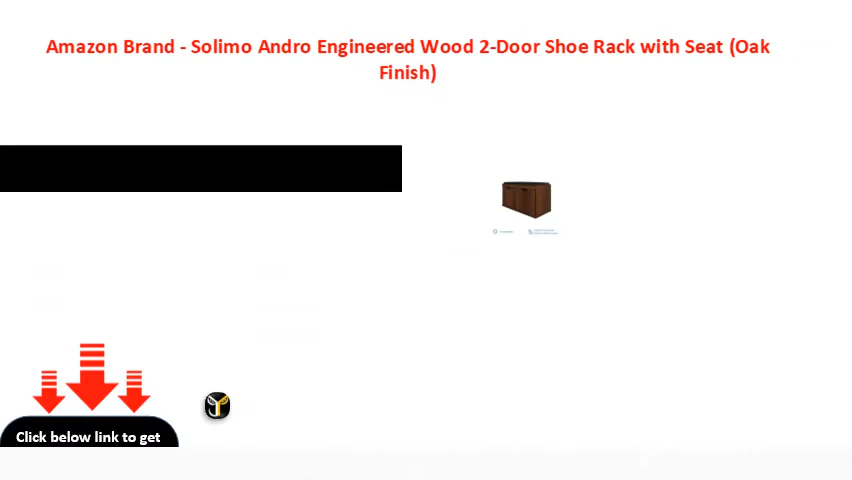 Amazon Brand - Solimo Andro Engineered Wood 2-Door Shoe Rack with Seat (Oak
Finish)
Click below link to get